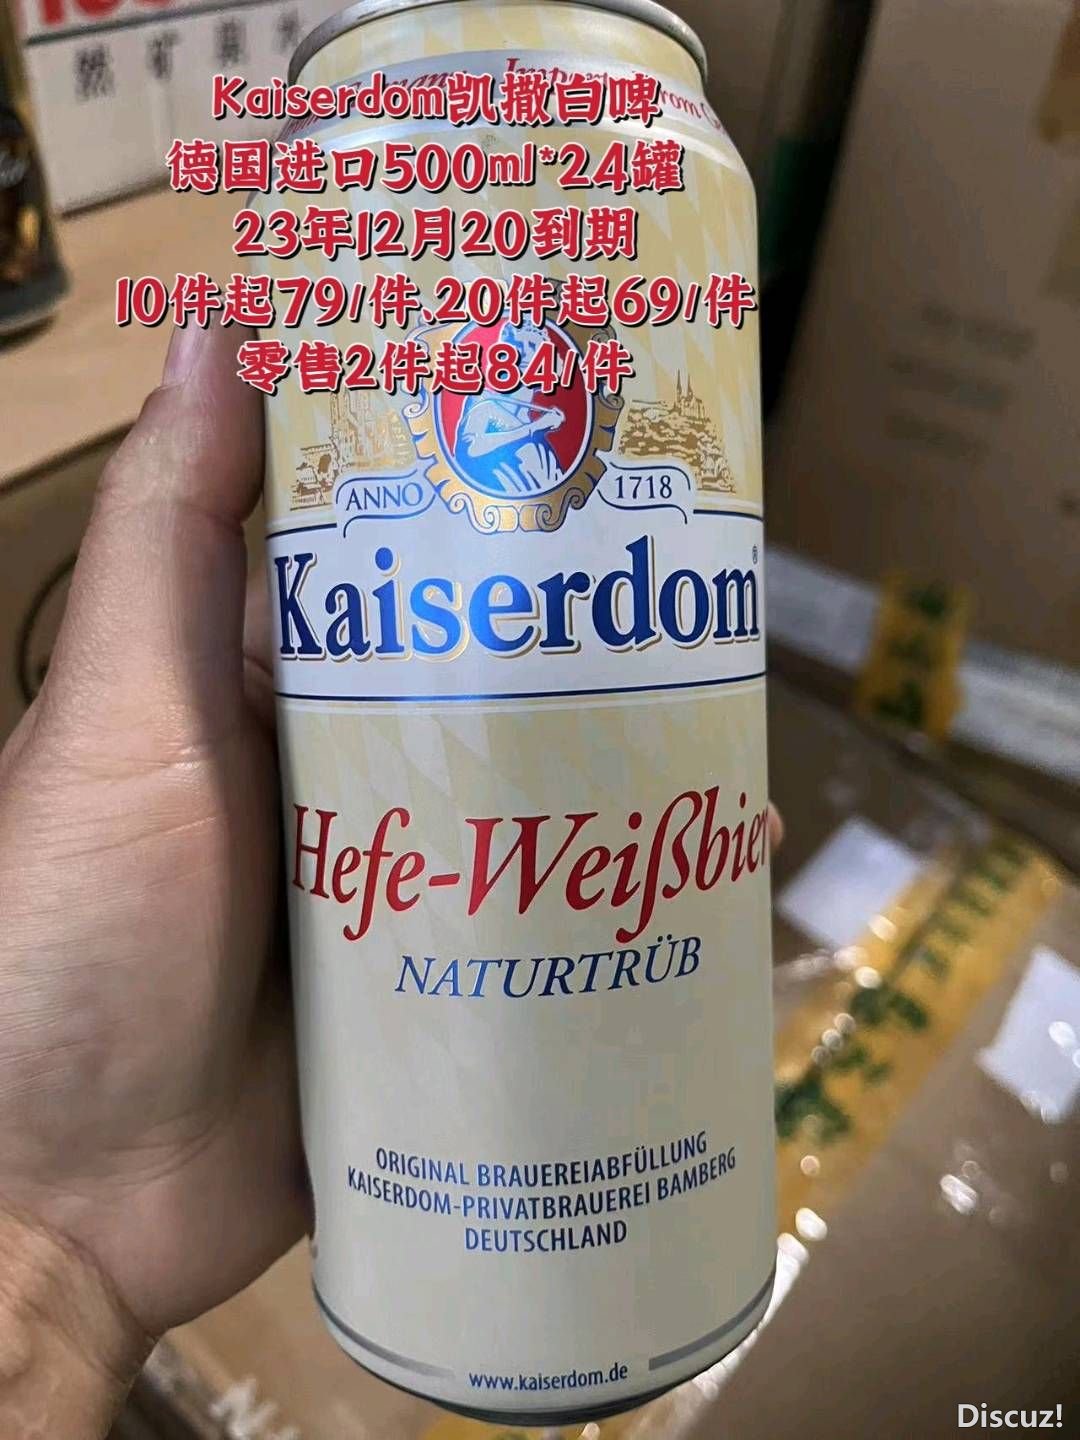 Kaiserdom凯撒白啤
德国进口500ml*24罐
23年12月20到期
10件起79/件、20件起69/件
零售2件起84/件
ANNO 1718
Kaiserdom®
Hefe-Weißbier
NATURTRÜB
ORIGINAL BRAUEREIABFÜLLUNG
KAISERDOM-PRIVATBRAUEREI BAMBERG
DEUTSCHLAND
www.kaiserdom.de
Discuz!